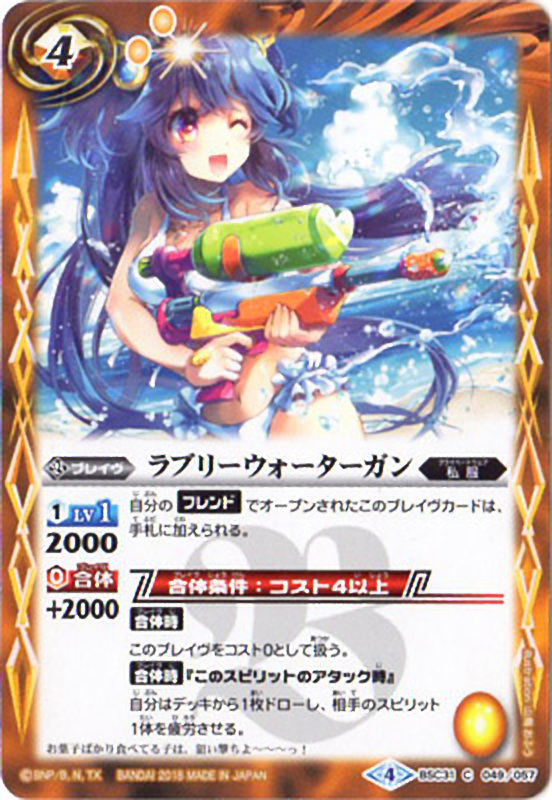 4
ブレイヴ
ラブリーウォーターガン
私服
1 LV1
2000
自分の フレンド でオープンされたこのブレイヴカードは、
手札に加えられる。
0 合体
+2000
合体条件：コスト4以上
合体時
このブレイヴをコスト0として扱う。
合体時『このスピリットのアタック時』
自分はデッキから1枚ドローし、相手のスピリット
1体を疲労させる。
お菓子ばかり食べてる子は、狙い撃ちよ～～～っ！
©BNP/B, N, TX BANDAI 2018 MADE IN JAPAN
4 BSC31 C 049/057